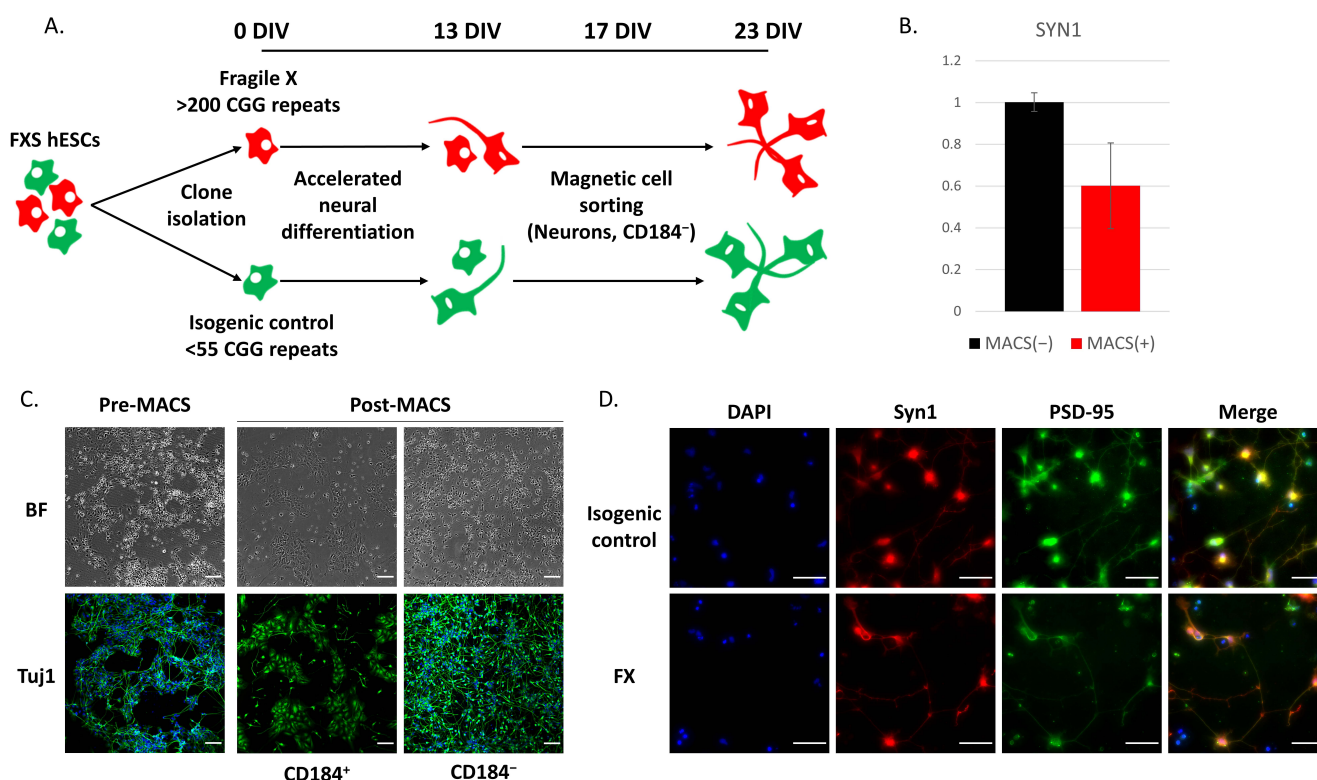 A.
0 DIV 13 DIV 17 DIV 23 DIV
Fragile X
>200 CGG repeats
FXS hESCs
Clone
isolation
Accelerated
neural
differentiation
Magnetic cell
sorting
(Neurons, CD184⁻)
Isogenic control
<55 CGG repeats
B.
SYN1
1.2
1
0.8
0.6
0.4
0.2
0
MACS(−) MACS(+)
C.
Pre-MACS Post-MACS
BF
Tuj1
CD184⁺ CD184⁻
D.
DAPI Syn1 PSD-95 Merge
Isogenic
control
FX